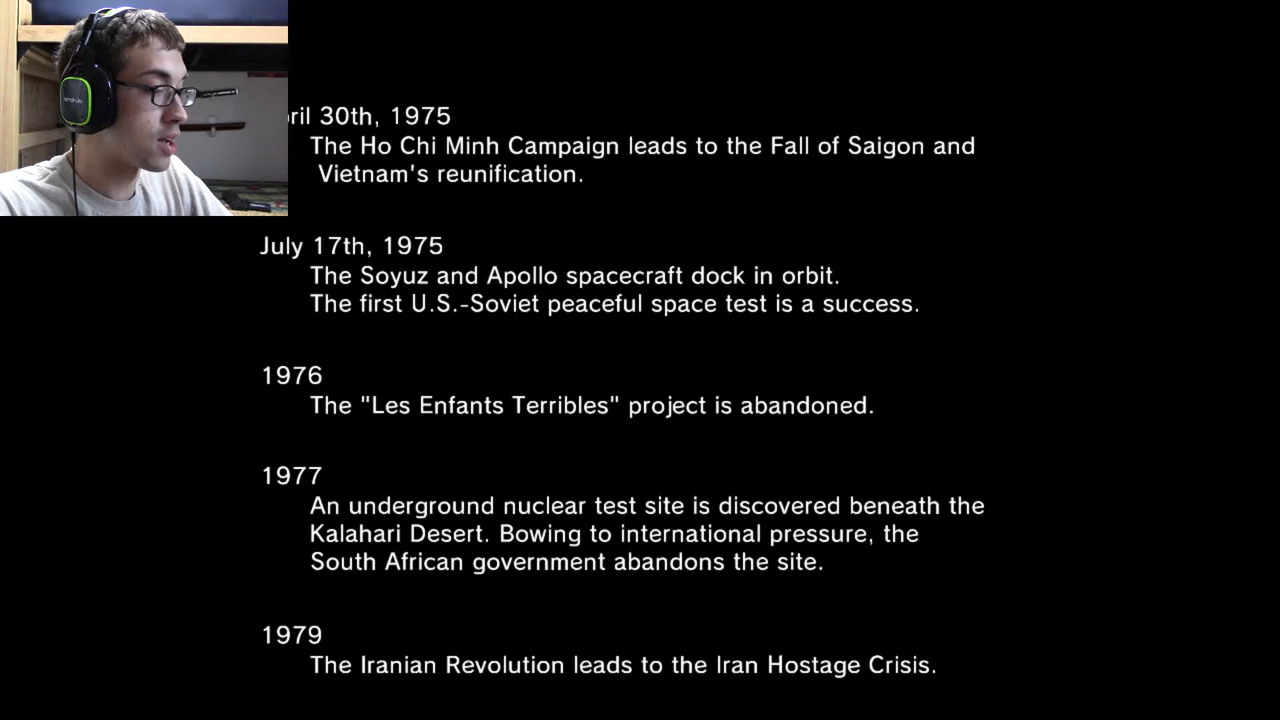 ril 30th, 1975
The Ho Chi Minh Campaign leads to the Fall of Saigon and
Vietnam's reunification.
July 17th, 1975
The Soyuz and Apollo spacecraft dock in orbit.
The first U.S.-Soviet peaceful space test is a success.
1976
The "Les Enfants Terribles" project is abandoned.
1977
An underground nuclear test site is discovered beneath the
Kalahari Desert. Bowing to international pressure, the
South African government abandons the site.
1979
The Iranian Revolution leads to the Iran Hostage Crisis.